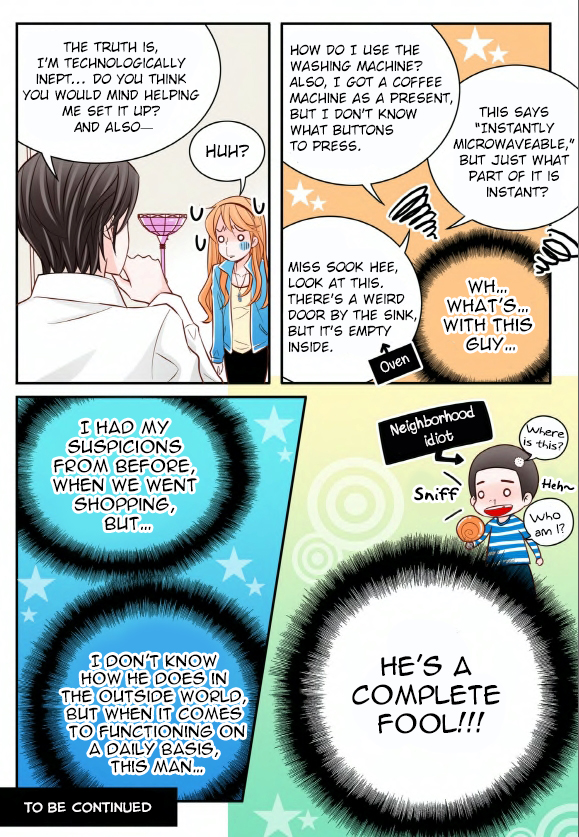 THE TRUTH IS,
I'M TECHNOLOGICALLY
INEPT... DO YOU THINK
YOU WOULD MIND HELPING
ME SET IT UP?
AND ALSO—
HUH?
HOW DO I USE THE
WASHING MACHINE?
ALSO, I GOT A COFFEE
MACHINE AS A PRESENT,
BUT I DON'T KNOW
WHAT BUTTONS
TO PRESS.
THIS SAYS
"INSTANTLY
MICROWAVEABLE,"
BUT JUST WHAT
PART OF IT IS
INSTANT?
MISS SOOK HEE,
LOOK AT THIS.
THERE'S A WEIRD
DOOR BY THE SINK,
BUT IT'S EMPTY
INSIDE.
Oven
WH...
WHAT'S...
WITH THIS
GUY...
I HAD MY
SUSPICIONS
FROM BEFORE,
WHEN WE WENT
SHOPPING,
BUT...
I DON'T KNOW
HOW HE DOES IN
THE OUTSIDE WORLD,
BUT WHEN IT COMES
TO FUNCTIONING ON
A DAILY BASIS,
THIS MAN...
Neighborhood
idiot
Where
is this?
Sniff
Heh~
Who
am I?
HE'S A
COMPLETE
FOOL!!!
TO BE CONTINUED